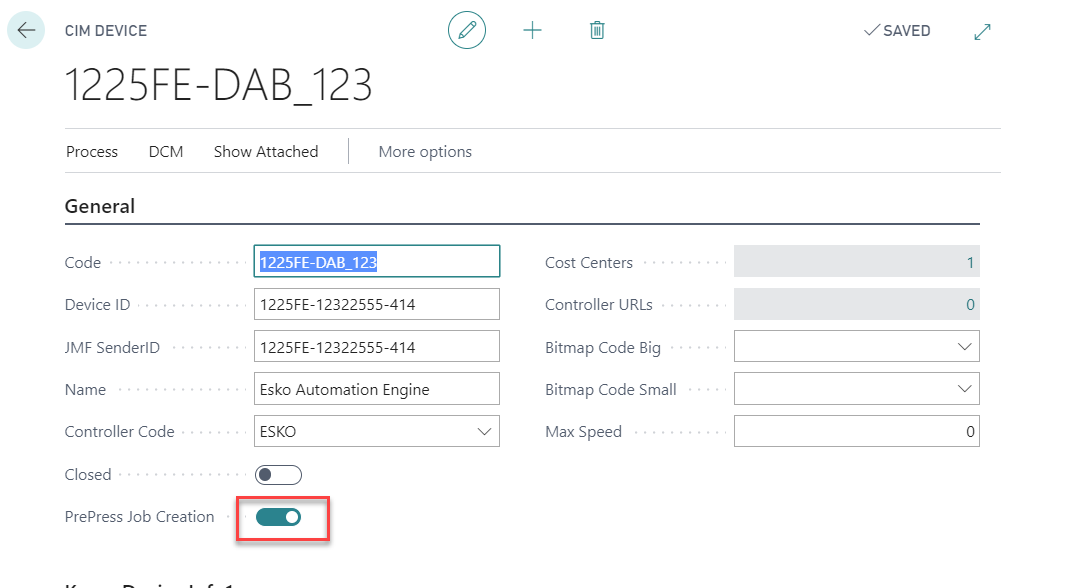 CIM DEVICE
SAVED
1225FE-DAB_123
Process DCM Show Attached More options
General
Code 1225FE-DAB_123 Cost Centers 1
Device ID 1225FE-12322555-414 Controller URLs 0
JMF SenderID 1225FE-12322555-414 Bitmap Code Big
Name Esko Automation Engine Bitmap Code Small
Controller Code ESKO Max Speed 0
Closed
PrePress Job Creation